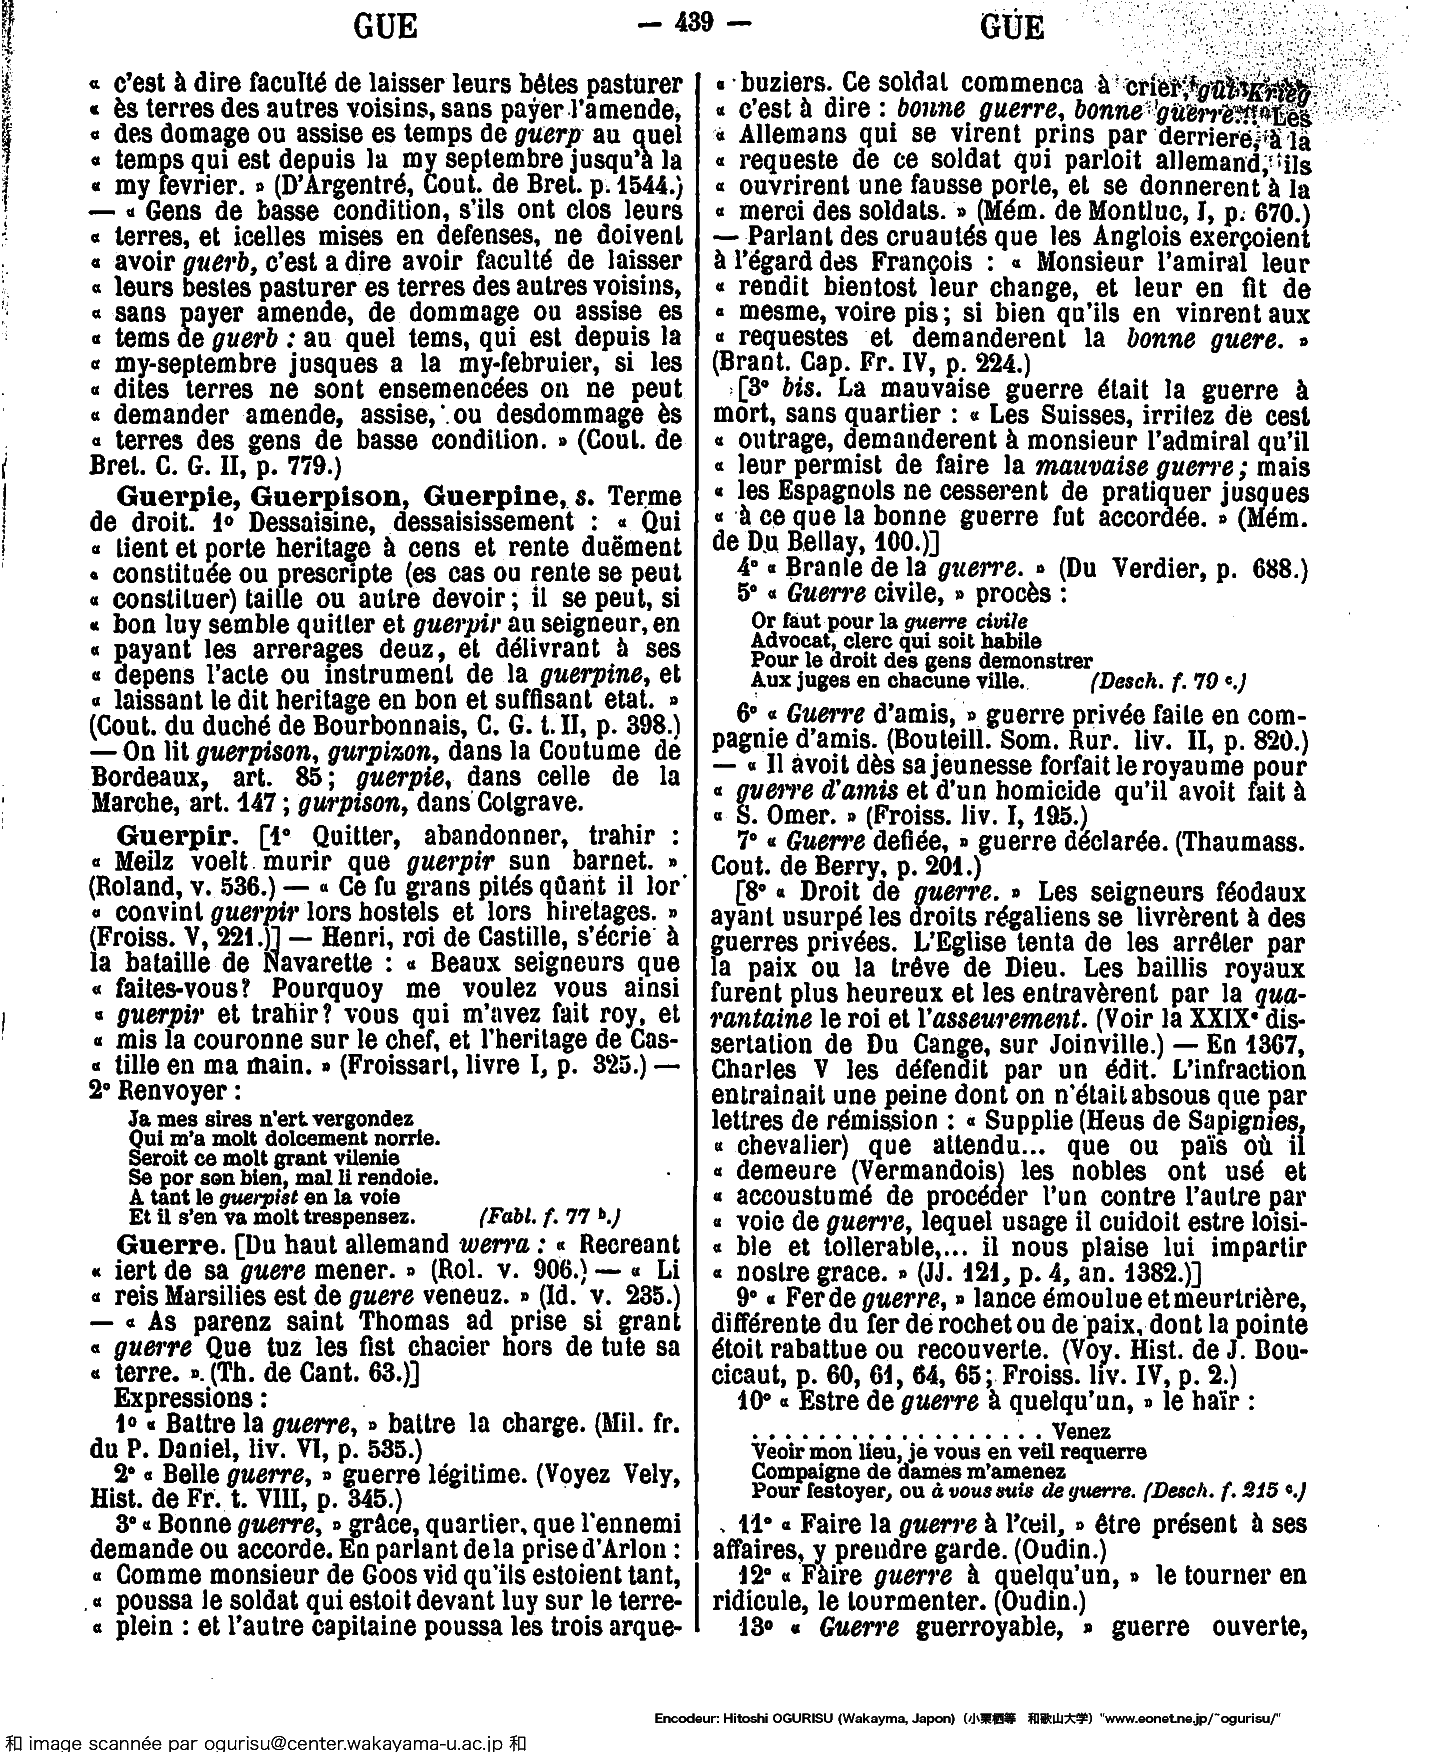 GUE — 439 — GUE
« c'est à dire faculté de laisser leurs bêtes pasturer
« ès terres des autres voisins, sans payer l'amende,
« des domage ou assise es temps de guerp au quel
« temps qui est depuis la my septembre jusqu'à la
« my fevrier. » (D'Argentré, Cout. de Bret. p. 1544.)
— « Gens de basse condition, s'ils ont clos leurs
« terres, et icelles mises en defenses, ne doivent
« avoir guerb, c'est a dire avoir faculté de laisser
« leurs bestes pasturer es terres des autres voisins,
« sans payer amende, de dommage ou assise es
« tems de guerb : au quel tems, qui est depuis la
« my-septembre jusques a la my-februier, si les
« dites terres ne sont ensemencées on ne peut
« demander amende, assise, ou desdommage ès
« terres des gens de basse condition. » (Cout. de
Bret. C. G. II, p. 779.)
Guerpie, Guerpison, Guerpine, s. Terme
de droit. 1º Dessaisine, dessaisissement : « Qui
« tient et porte heritage à cens et rente duëment
« constituée ou prescripte (es cas ou rente se peut
« constituer) taille ou autre devoir ; il se peut, si
« bon luy semble quitter et guerpir au seigneur, en
« payant les arrerages deuz, et délivrant à ses
« depens l'acte ou instrument de la guerpine, et
« laissant le dit heritage en bon et suffisant etat. »
(Cout. du duché de Bourbonnais, C. G. t. II, p. 398.)
— On lit guerpison, gurpizon, dans la Coutume de
Bordeaux, art. 85 ; guerpie, dans celle de la
Marche, art. 147 ; gurpison, dans Cotgrave.
Guerpir. [1º Quitter, abandonner, trahir :
« Meilz voelt murir que guerpir sun barnet. »
(Roland, v. 536.) — « Ce fu grans pités quant il lor
« convint guerpir lors hostels et lors hiretages. »
(Froiss. V, 221.)] — Henri, roi de Castille, s'écrie à
la bataille de Navarette : « Beaux seigneurs que
« faites-vous? Pourquoy me voulez vous ainsi
« guerpir et trahir? vous qui m'avez fait roy, et
« mis la couronne sur le chef, et l'heritage de Cas-
« tille en ma main. » (Froissart, livre I, p. 325.) —
2º Renvoyer :
Ja mes sires n'ert vergondez
Qui m'a molt dolcement norrie.
Seroit ce molt grant vilenie
Se por son bien, mal li rendoie.
A tant le guerpist en la voie
Et il s'en va molt trespensez. (Fabl. f. 77 b.)
Guerre. [Du haut allemand werra : « Recreant
« iert de sa guere mener. » (Rol. v. 906.) — « Li
« reis Marsilies est de guere veneuz. » (Id. v. 235.)
— « As parenz saint Thomas ad prise si grant
« guerre Que tuz les fist chacier hors de tute sa
« terre. » (Th. de Cant. 63.)]
Expressions :
1º « Battre la guerre, » battre la charge. (Mil. fr.
du P. Daniel, liv. VI, p. 535.)
2º « Belle guerre, » guerre légitime. (Voyez Vely,
Hist. de Fr. t. VIII, p. 345.)
3º « Bonne guerre, » grâce, quartier, que l'ennemi
demande ou accorde. En parlant de la prise d'Arlon :
« Comme monsieur de Goos vid qu'ils estoient tant,
« poussa le soldat qui estoit devant luy sur le terre-
« plein : et l'autre capitaine poussa les trois arque-
« buziers. Ce soldat commenca à crier, gut Krieg
« c'est à dire : bonne guerre, bonne guerre. Les
« Allemans qui se virent prins par derriere, à la
« requeste de ce soldat qui parloit allemand, ils
« ouvrirent une fausse porte, et se donnerent à la
« merci des soldats. » (Mém. de Montluc, I, p. 670.)
— Parlant des cruautés que les Anglois exerçoient
à l'égard des François : « Monsieur l'amiral leur
« rendit bientost leur change, et leur en fit de
« mesme, voire pis ; si bien qu'ils en vinrent aux
« requestes et demanderent la bonne guere. »
(Brant. Cap. Fr. IV, p. 224.)
[3º bis. La mauvaise guerre était la guerre à
mort, sans quartier : « Les Suisses, irritez de cest
« outrage, demanderent à monsieur l'admiral qu'il
« leur permist de faire la mauvaise guerre ; mais
« les Espagnols ne cesserent de pratiquer jusques
« à ce que la bonne guerre fut accordée. » (Mém.
de Du Bellay, 100.)]
4º « Branle de la guerre. » (Du Verdier, p. 688.)
5º « Guerre civile, » procès :
Or faut pour la guerre civile
Advocat, clerc qui soit habile
Pour le droit des gens demonstrer
Aux juges en chacune ville. (Desch. f. 79 c.)
6º « Guerre d'amis, » guerre privée faite en com-
pagnie d'amis. (Bouteill. Som. Rur. liv. II, p. 820.)
— « Il avoit dès sa jeunesse forfait le royaume pour
« guerre d'amis et d'un homicide qu'il avoit fait à
« S. Omer. » (Froiss. liv. I, 195.)
7º « Guerre defiée, » guerre déclarée. (Thaumass.
Cout. de Berry, p. 201.)
[8º « Droit de guerre. » Les seigneurs féodaux
ayant usurpé les droits régaliens se livrèrent à des
guerres privées. L'Eglise tenta de les arrêter par
la paix ou la trêve de Dieu. Les baillis royaux
furent plus heureux et les entravèrent par la qua-
rantaine le roi et l'asseurement. (Voir la XXIXe dis-
sertation de Du Cange, sur Joinville.) — En 1367,
Charles V les défendit par un édit. L'infraction
entrainait une peine dont on n'était absous que par
lettres de rémission : « Supplie (Heus de Sapignies,
« chevalier) que attendu... que ou païs où il
« demeure (Vermandois) les nobles ont usé et
« accoustumé de procéder l'un contre l'autre par
« voie de guerre, lequel usage il cuidoit estre loisi-
« ble et tollerable,... il nous plaise lui impartir
« nostre grace. » (JJ. 121, p. 4, an. 1382.)]
9º « Fer de guerre, » lance émoulue et meurtrière,
différente du fer de rochet ou de paix, dont la pointe
étoit rabattue ou recouverte. (Voy. Hist. de J. Bou-
cicaut, p. 60, 61, 64, 65 ; Froiss. liv. IV, p. 2.)
10º « Estre de guerre à quelqu'un, » le haïr :
. . . . . . . . . . . . . . . . . . Venez
Veoir mon lieu, je vous en veil requerre
Compaigne de dames m'amenez
Pour festoyer, ou à vous suis de guerre. (Desch. f. 215 c.)
11º « Faire la guerre à l'œil, » être présent à ses
affaires, y prendre garde. (Oudin.)
12º « Faire guerre à quelqu'un, » le tourner en
ridicule, le tourmenter. (Oudin.)
13º « Guerre guerroyable, » guerre ouverte,
Encodeur: Hitoshi OGURISU (Wakayma, Japon) (小栗栖等 和歌山大学) "www.eonet.ne.jp/~ogurisu/"
和 image scannée par ogurisu@center.wakayama-u.ac.jp 和